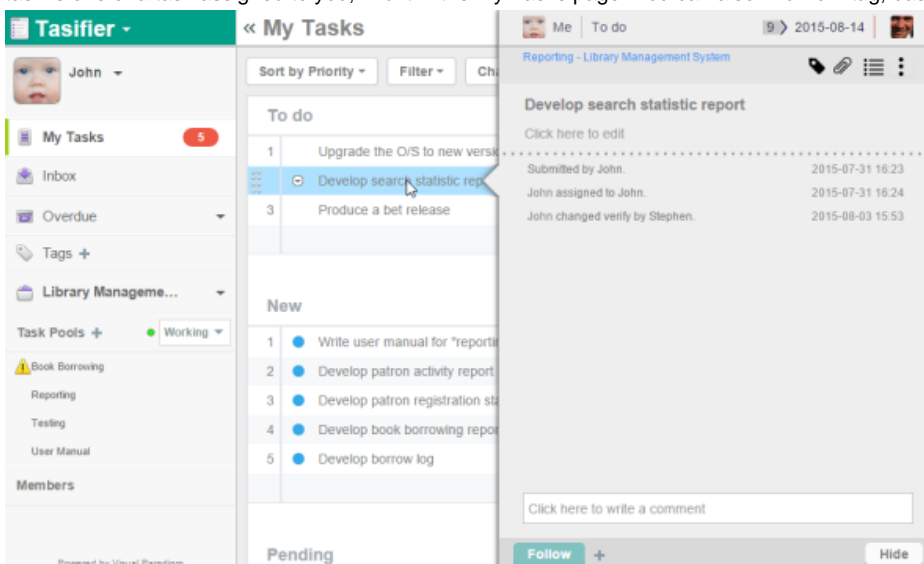 Tasifier
John
My Tasks 5
Inbox
Overdue
Tags +
Library Manageme...
Task Pools + Working
Book Borrowing
Reporting
Testing
User Manual
Members
Powered by Visual Paradigm
« My Tasks
Sort by Priority Filter
To do
1 Upgrade the O/S to new
Develop search statistic
3 Produce a bet release
New
1 Write user manual for
2 Develop patron activity report
3 Develop patron registration
4 Develop book borrowing
5 Develop borrow log
Pending
Me To do 9 2015-08-14
Reporting - Library Management System
Develop search statistic report
Click here to edit
Submitted by John. 2015-07-31 16:23
John assigned to John. 2015-07-31 16:24
John changed verify by Stephen. 2015-08-03 15:53
Click here to write a comment
Follow + Hide